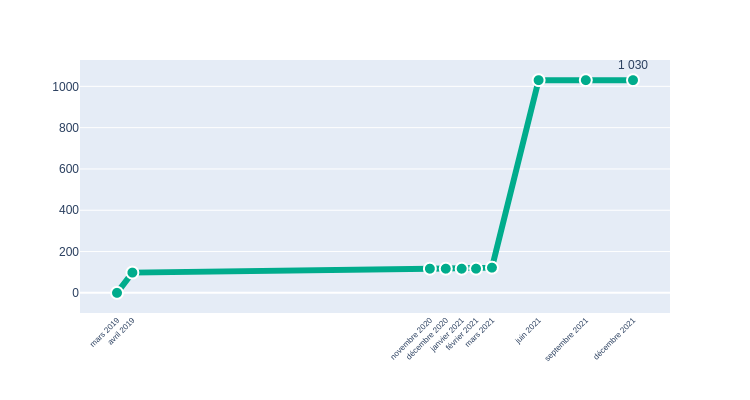 1 030
1000
800
600
400
200
0
mars 2019
avril 2019
novembre 2020
décembre 2020
janvier 2021
février 2021
mars 2021
juin 2021
septembre 2021
décembre 2021